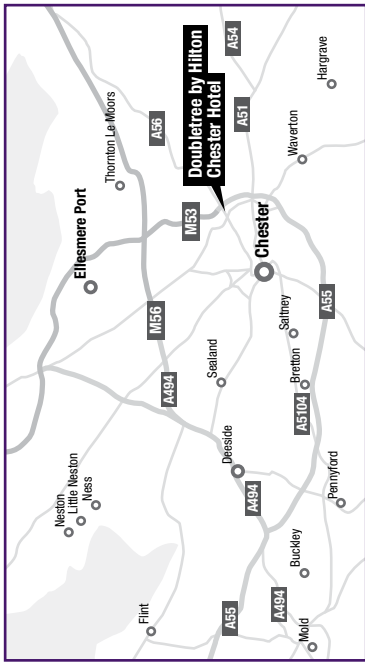 A54
Hargrave
Doubletree by Hilton
Chester Hotel
A51
Thornton Le Moors
A56
Waverton
Ellesmere Port
M53
Chester
M56
A55
Saltney
Sealand
Bretton
A494
A5104
Deeside
Neston
Little Neston
Ness
A494
Pennyford
Buckley
Flint
A55
A494
Mold